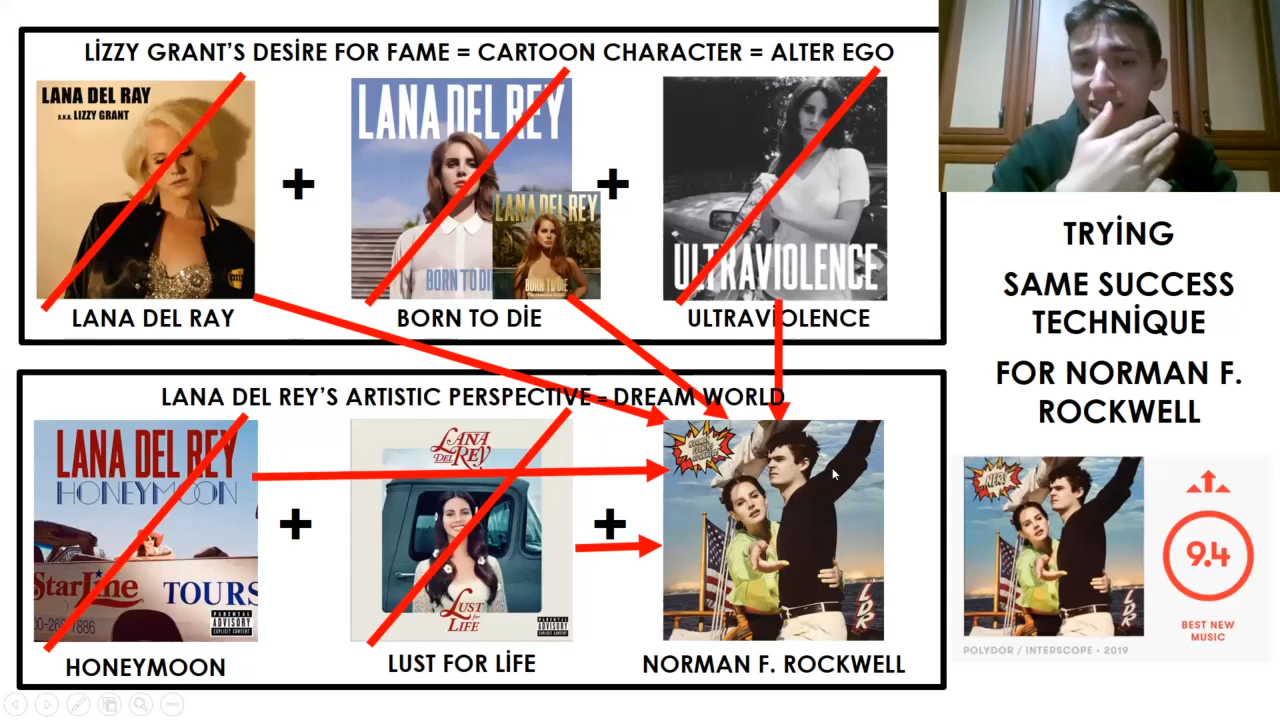 LİZZY GRANT'S DESİRE FOR FAME = CARTOON CHARACTER = ALTER EGO
LANA DEL RAY
A.K.A. LIZZY GRANT
LANA DEL REY
BORN TO DIE
LANA DEL REY
BORN TO DIE
ULTRAVIOLENCE
+
+
LANA DEL RAY
BORN TO DİE
ULTRAVİOLENCE
LANA DEL REY'S ARTISTIC PERSPECTİVE = DREAM WORLD
LANA DEL REY
HONEYMOON
StarLine TOURS
PARENTAL
ADVISORY
EXPLICIT CONTENT
LANA
DEL REY
LUST
for
LIFE
PARENTAL
ADVISORY
EXPLICIT CONTENT
LDR
+
+
HONEYMOON
LUST FOR LİFE
NORMAN F. ROCKWELL
TRYİNG
SAME SUCCESS
TECHNİQUE
FOR NORMAN F.
ROCKWELL
NFR!
LDR
9.4
BEST NEW
MUSIC
POLYDOR / INTERSCOPE • 2019